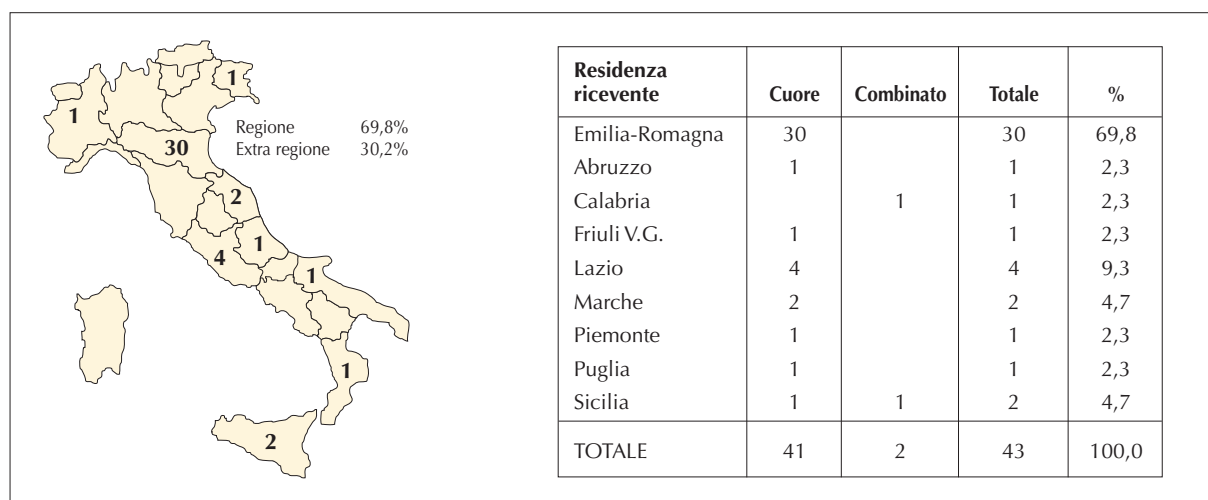 1
1
Regione 69,8%
30
Extra regione 30,2%
2
1
4
1
1
2
Residenza
ricevente Cuore Combinato Totale %
Emilia-Romagna 30 30 69,8
Abruzzo 1 1 2,3
Calabria 1 1 2,3
Friuli V.G. 1 1 2,3
Lazio 4 4 9,3
Marche 2 2 4,7
Piemonte 1 1 2,3
Puglia 1 1 2,3
Sicilia 1 1 2 4,7
TOTALE 41 2 43 100,0